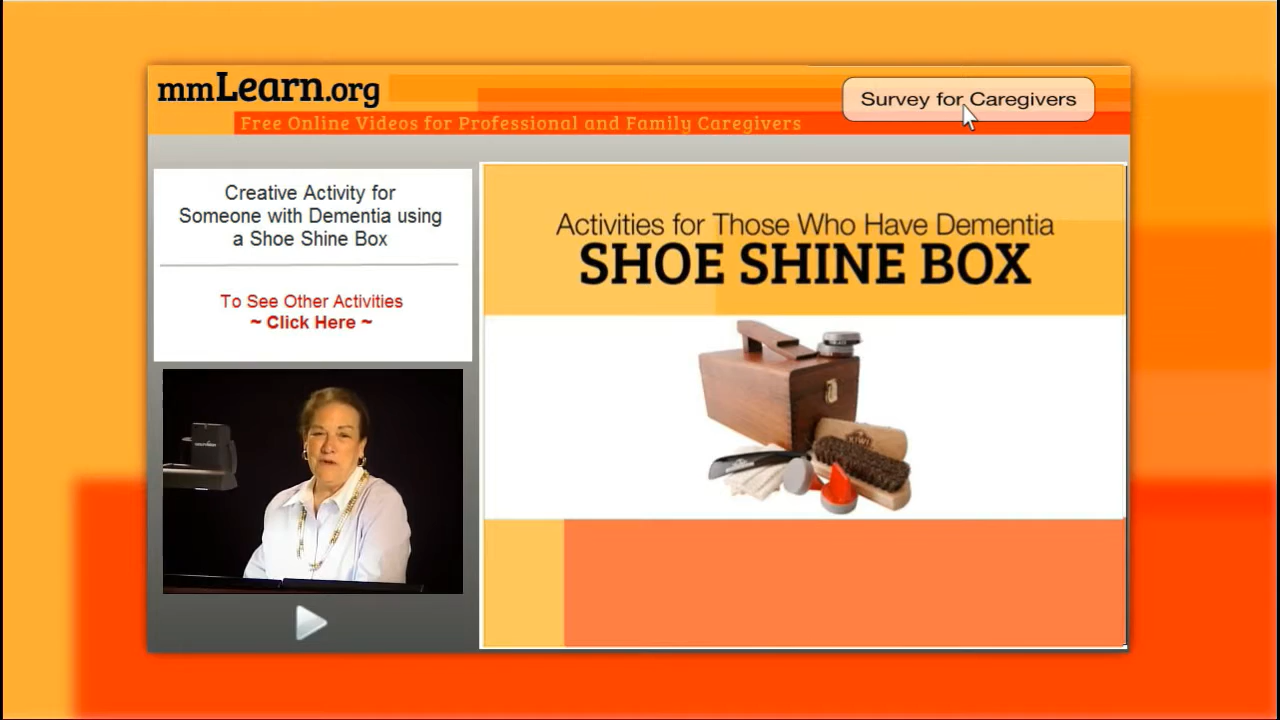 mmLearn.org
Free Online Videos for Professional and Family Caregivers
Survey for Caregivers
Creative Activity for
Someone with Dementia using
a Shoe Shine Box
To See Other Activities
~ Click Here ~
Activities for Those Who Have Dementia
SHOE SHINE BOX
KIWI